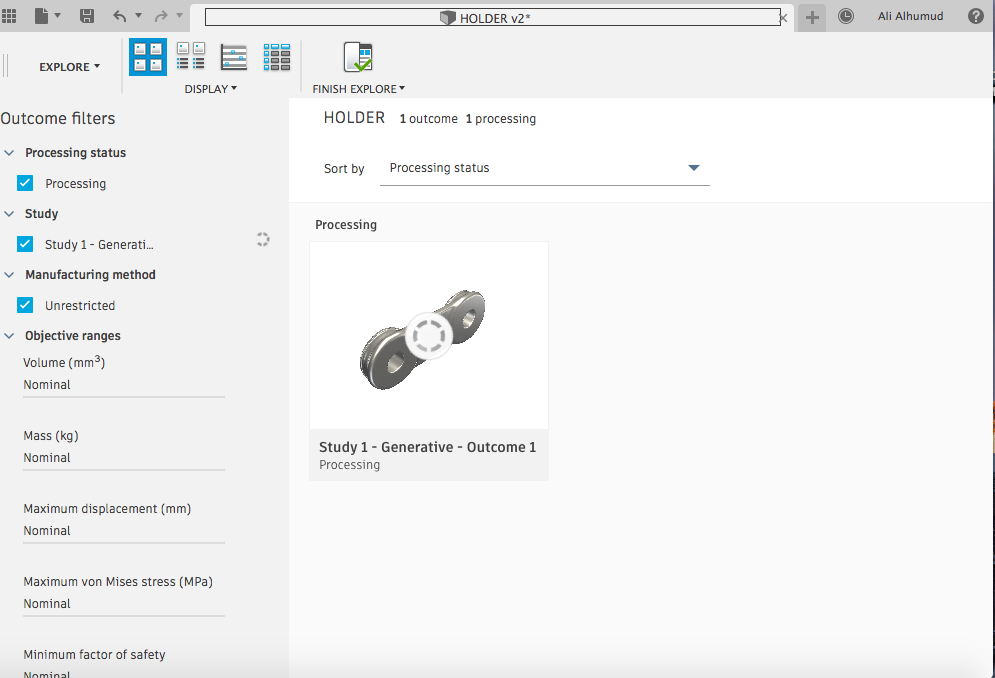 HOLDER v2*
Ali Alhumud
EXPLORE
DISPLAY
FINISH EXPLORE
Outcome filters
Processing status
Processing
Study
Study 1 - Generati...
Manufacturing method
Unrestricted
Objective ranges
Volume (mm³)
Nominal
Mass (kg)
Nominal
Maximum displacement (mm)
Nominal
Maximum von Mises stress (MPa)
Nominal
Minimum factor of safety
Nominal
HOLDER 1 outcome 1 processing
Sort by Processing status
Processing
Study 1 - Generative - Outcome 1
Processing